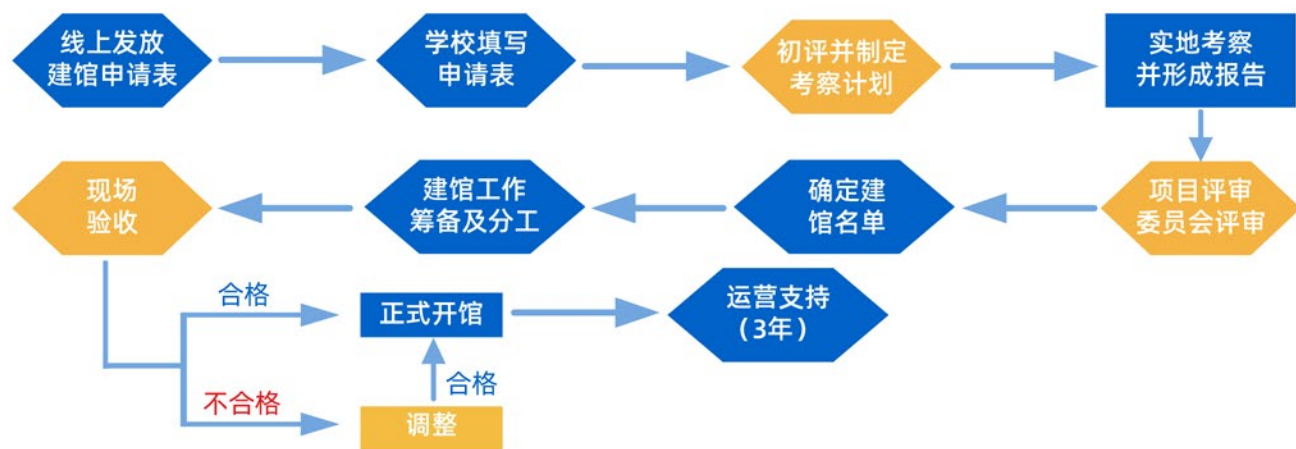 线上发放
建馆申请表
学校填写
申请表
初评并制定
考察计划
实地考察
并形成报告
项目评审
委员会评审
确定建
馆名单
建馆工作
筹备及分工
现场
验收
合格
正式开馆
运营支持
（3年）
不合格
调整
合格